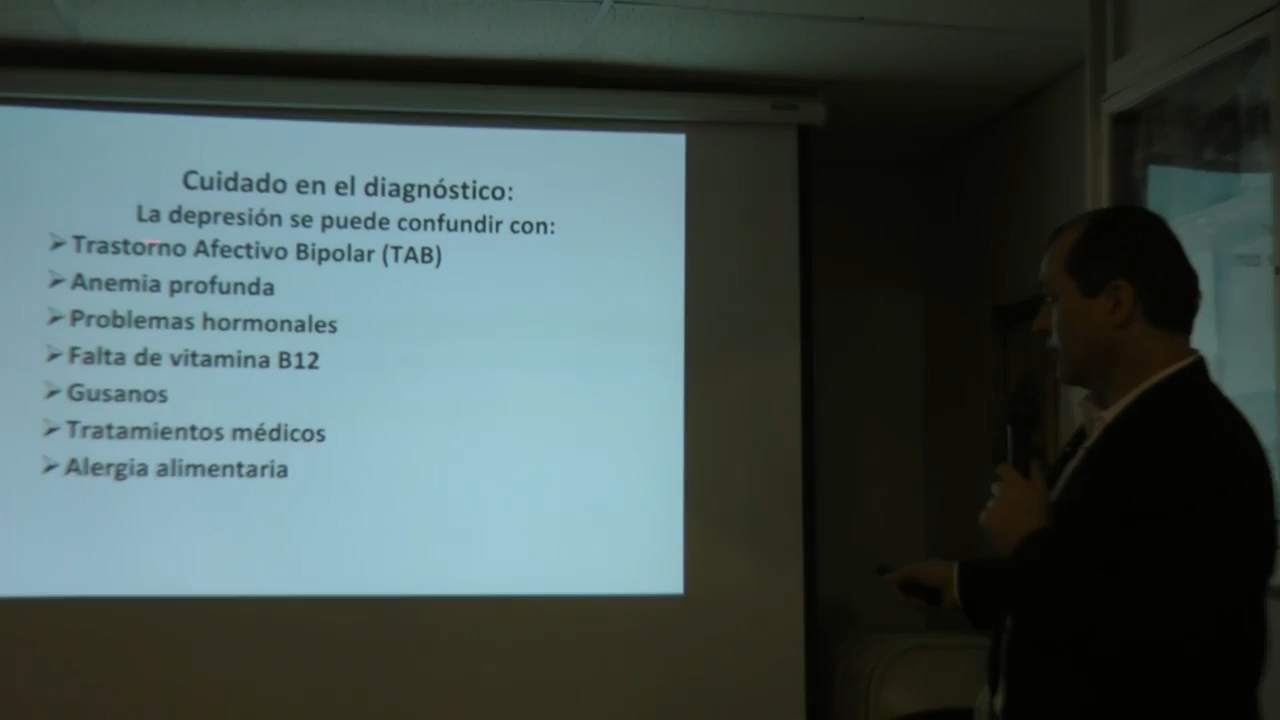 Cuidado en el diagnóstico:
La depresión se puede confundir con:
Trastorno Afectivo Bipolar (TAB)
Anemia profunda
Problemas hormonales
Falta de vitamina B12
Gusanos
Tratamientos médicos
Alergia alimentaria